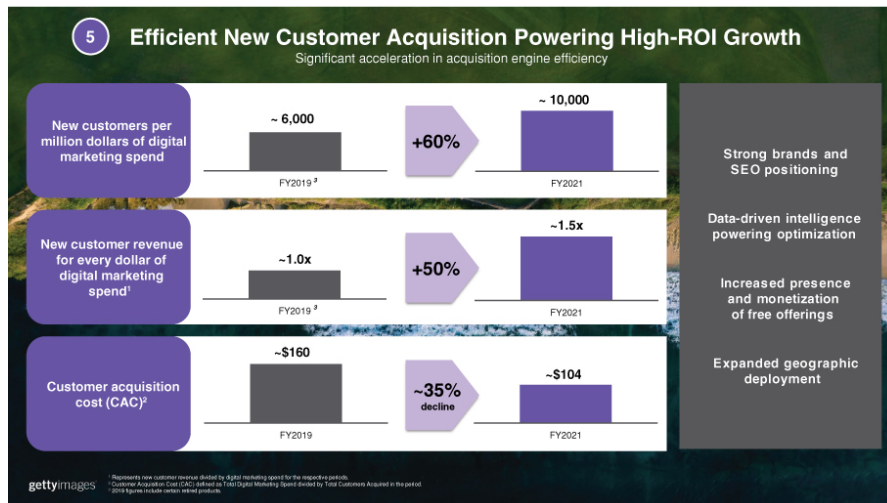 5
Efficient New Customer Acquisition Powering High-ROI Growth
Significant acceleration in acquisition engine efficiency
New customers per
million dollars of digital
marketing spend
~ 6,000
FY2019 ³
+60%
~ 10,000
FY2021
New customer revenue
for every dollar of
digital marketing
spend¹
~1.0x
FY2019 ³
+50%
~1.5x
FY2021
Customer acquisition
cost (CAC)²
~$160
FY2019
~35%
decline
~$104
FY2021
Strong brands and
SEO positioning
Data-driven intelligence
powering optimization
Increased presence
and monetization
of free offerings
Expanded geographic
deployment
gettyimages
¹ Represents new customer revenue divided by digital marketing spend for the respective periods.
² Customer Acquisition Cost (CAC) defined as Total Digital Marketing Spend divided by Total Customers Acquired in the period.
³ 2019 figures include certain retired products.